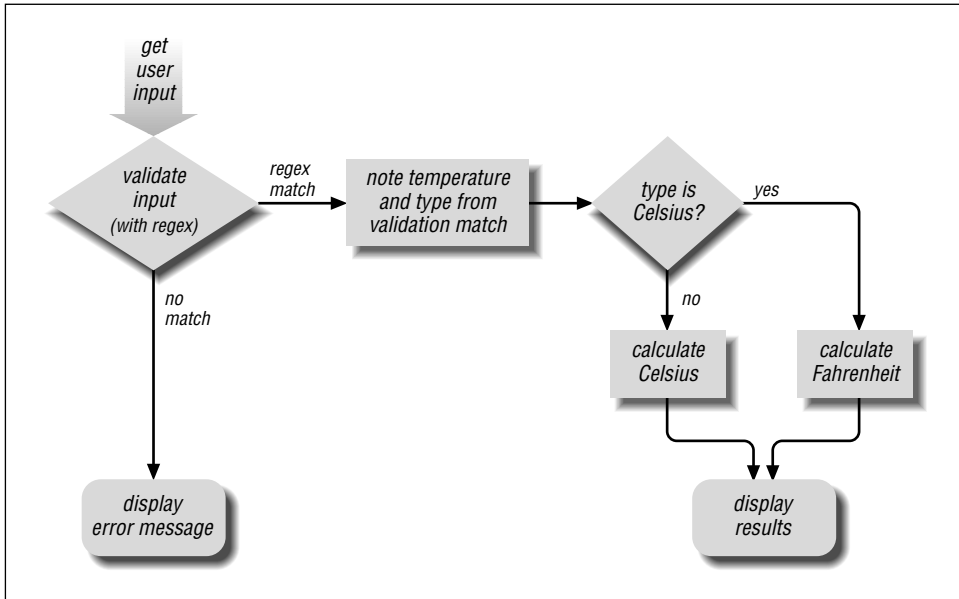 get
user
input
validate
input
(with regex)
regex
match
note temperature
and type from
validation match
type is
Celsius?
yes
no
match
no
calculate
Celsius
calculate
Fahrenheit
display
error message
display
results